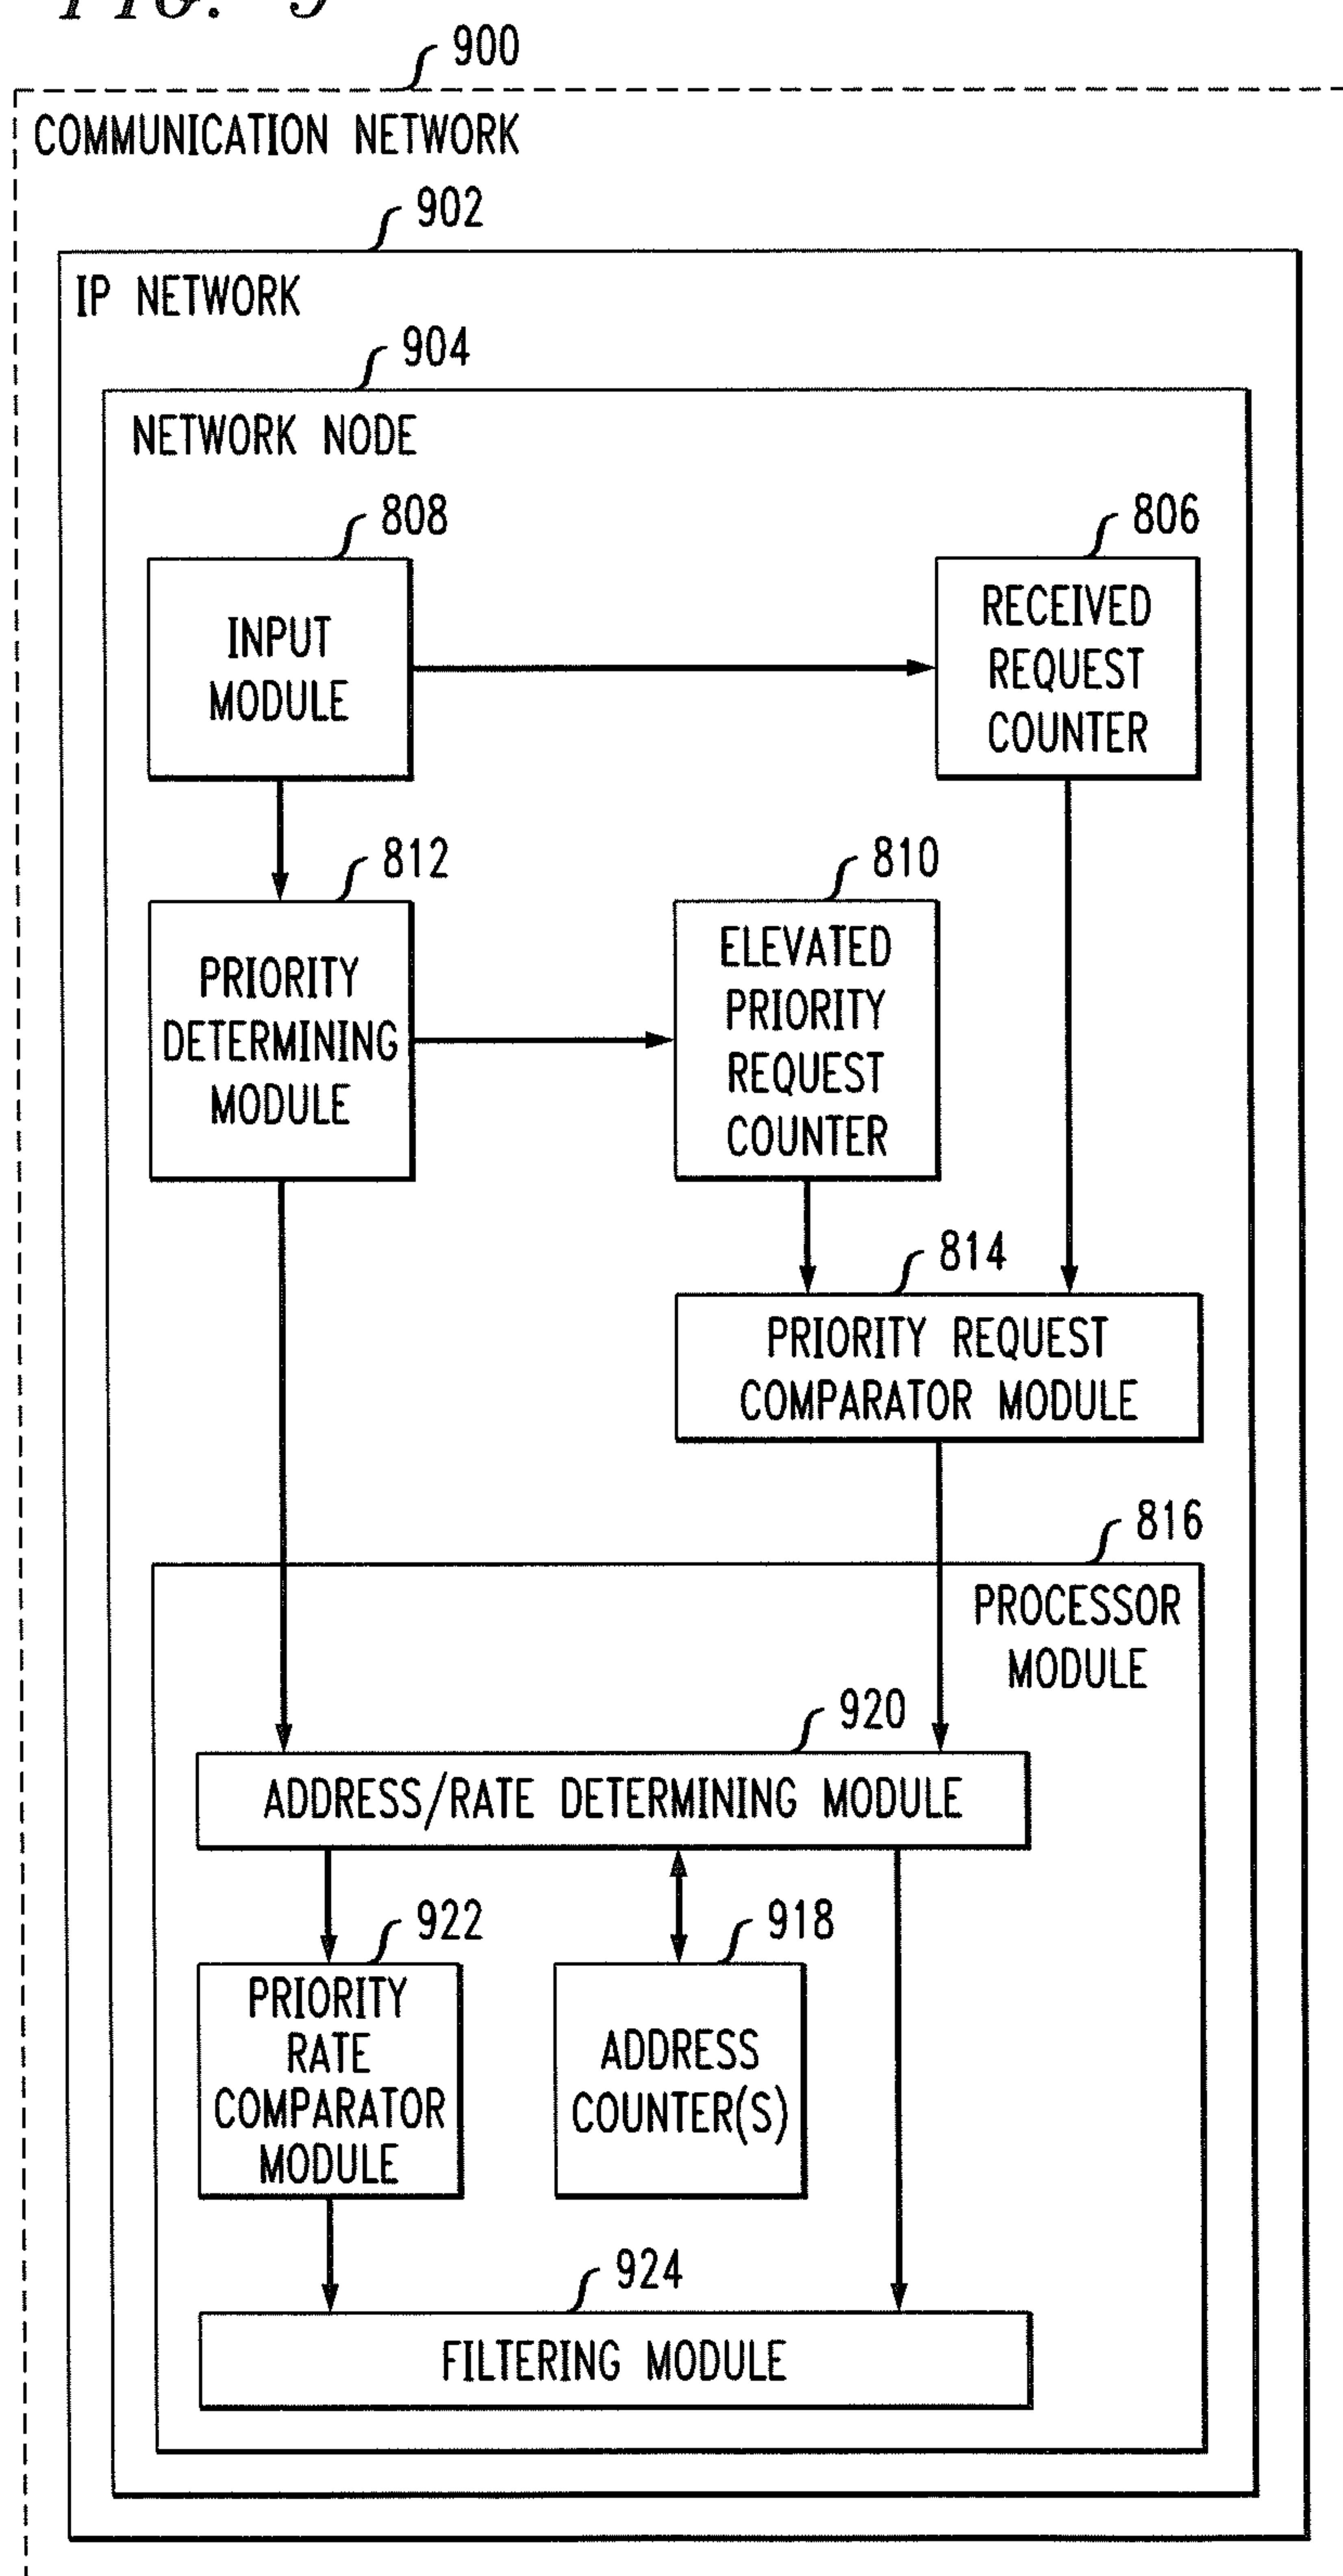 FIG. 9
900
COMMUNICATION NETWORK
902
IP NETWORK
904
NETWORK NODE
808
806
INPUT
MODULE
RECEIVED
REQUEST
COUNTER
812
810
PRIORITY
DETERMINING
MODULE
ELEVATED
PRIORITY
REQUEST
COUNTER
814
PRIORITY REQUEST
COMPARATOR MODULE
816
PROCESSOR
MODULE
920
ADDRESS/RATE DETERMINING MODULE
922
918
PRIORITY
RATE
COMPARATOR
MODULE
ADDRESS
COUNTER(S)
924
FILTERING MODULE